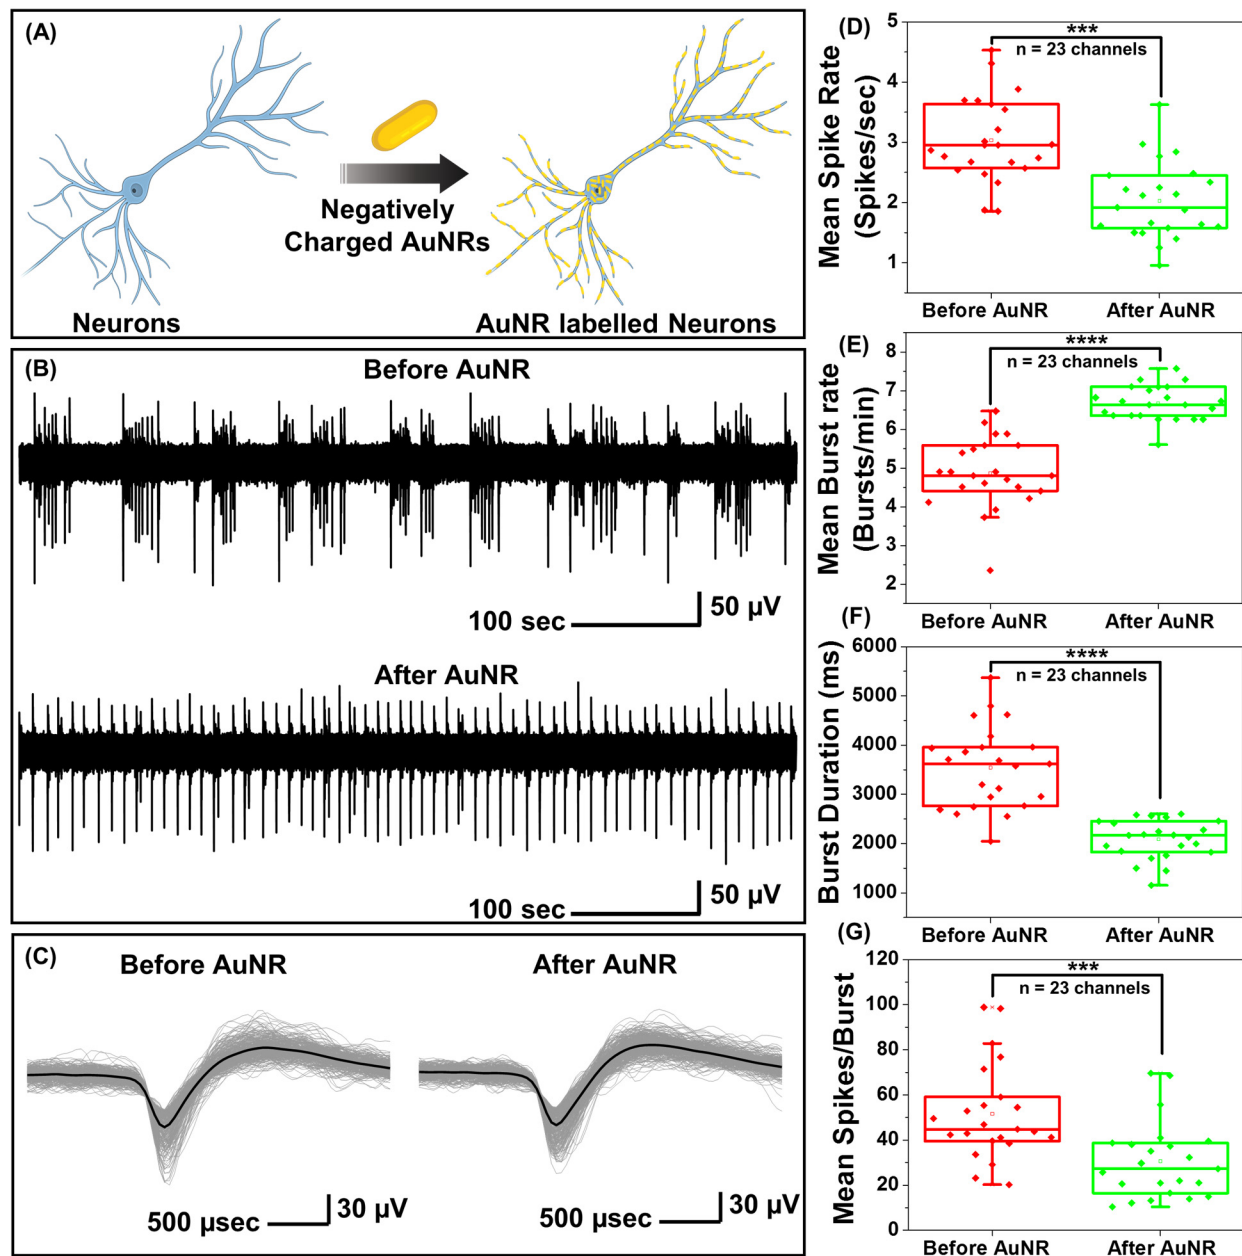 (A)
Negatively
Charged AuNRs
Neurons
AuNR labelled Neurons
(B)
Before AuNR
100 sec
50 µV
After AuNR
100 sec
50 µV
(C)
Before AuNR
After AuNR
500 µsec
30 µV
500 µsec
30 µV
(D)
Mean Spike Rate
(Spikes/sec)
5
4
3
2
1
***
n = 23 channels
Before AuNR
After AuNR
(E)
Mean Burst rate
(Bursts/min)
8
7
6
5
4
3
2
****
n = 23 channels
Before AuNR
After AuNR
(F)
Burst Duration (ms)
6000
5000
4000
3000
2000
1000
****
n = 23 channels
Before AuNR
After AuNR
(G)
Mean Spikes/Burst
120
100
80
60
40
20
0
***
n = 23 channels
Before AuNR
After AuNR